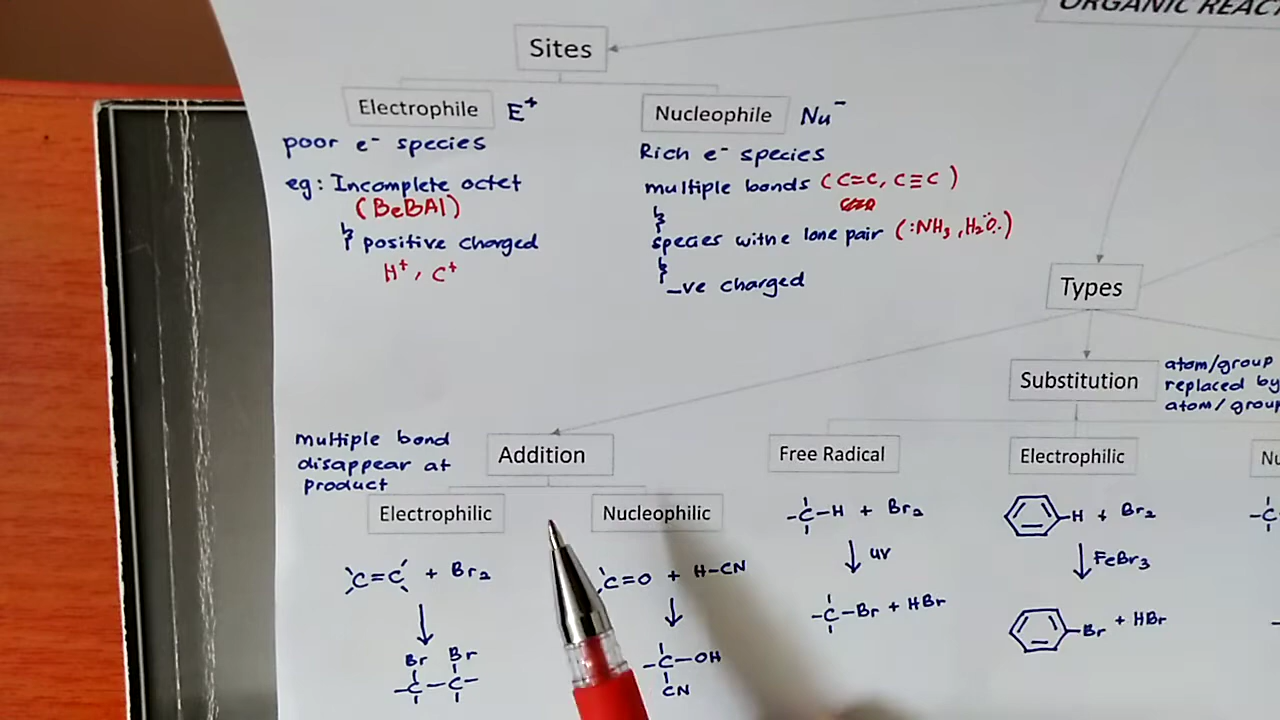 ORGANIC REACT
Sites
Electrophile E⁺
poor e⁻ species
eg: Incomplete octet
(BeBAl)
positive charged
H⁺, C⁺
Nucleophile Nu⁻
Rich e⁻ species
multiple bonds (C=C, C≡C)
species witne lone pair (:NH₃, H₂Ö:)
-ve charged
Types
Substitution
atom/group
replaced by
atom/group
multiple bond
disappear at
product
Addition
Electrophilic
C=C + Br₂
↓
Br Br
-C-C-
Nucleophilic
C=O + H-CN
↓
-C-OH
CN
Free Radical
-C-H + Br₂
↓ uv
-C-Br + HBr
Electrophilic
-H + Br₂
↓ FeBr₃
-Br + HBr
Nu
-C